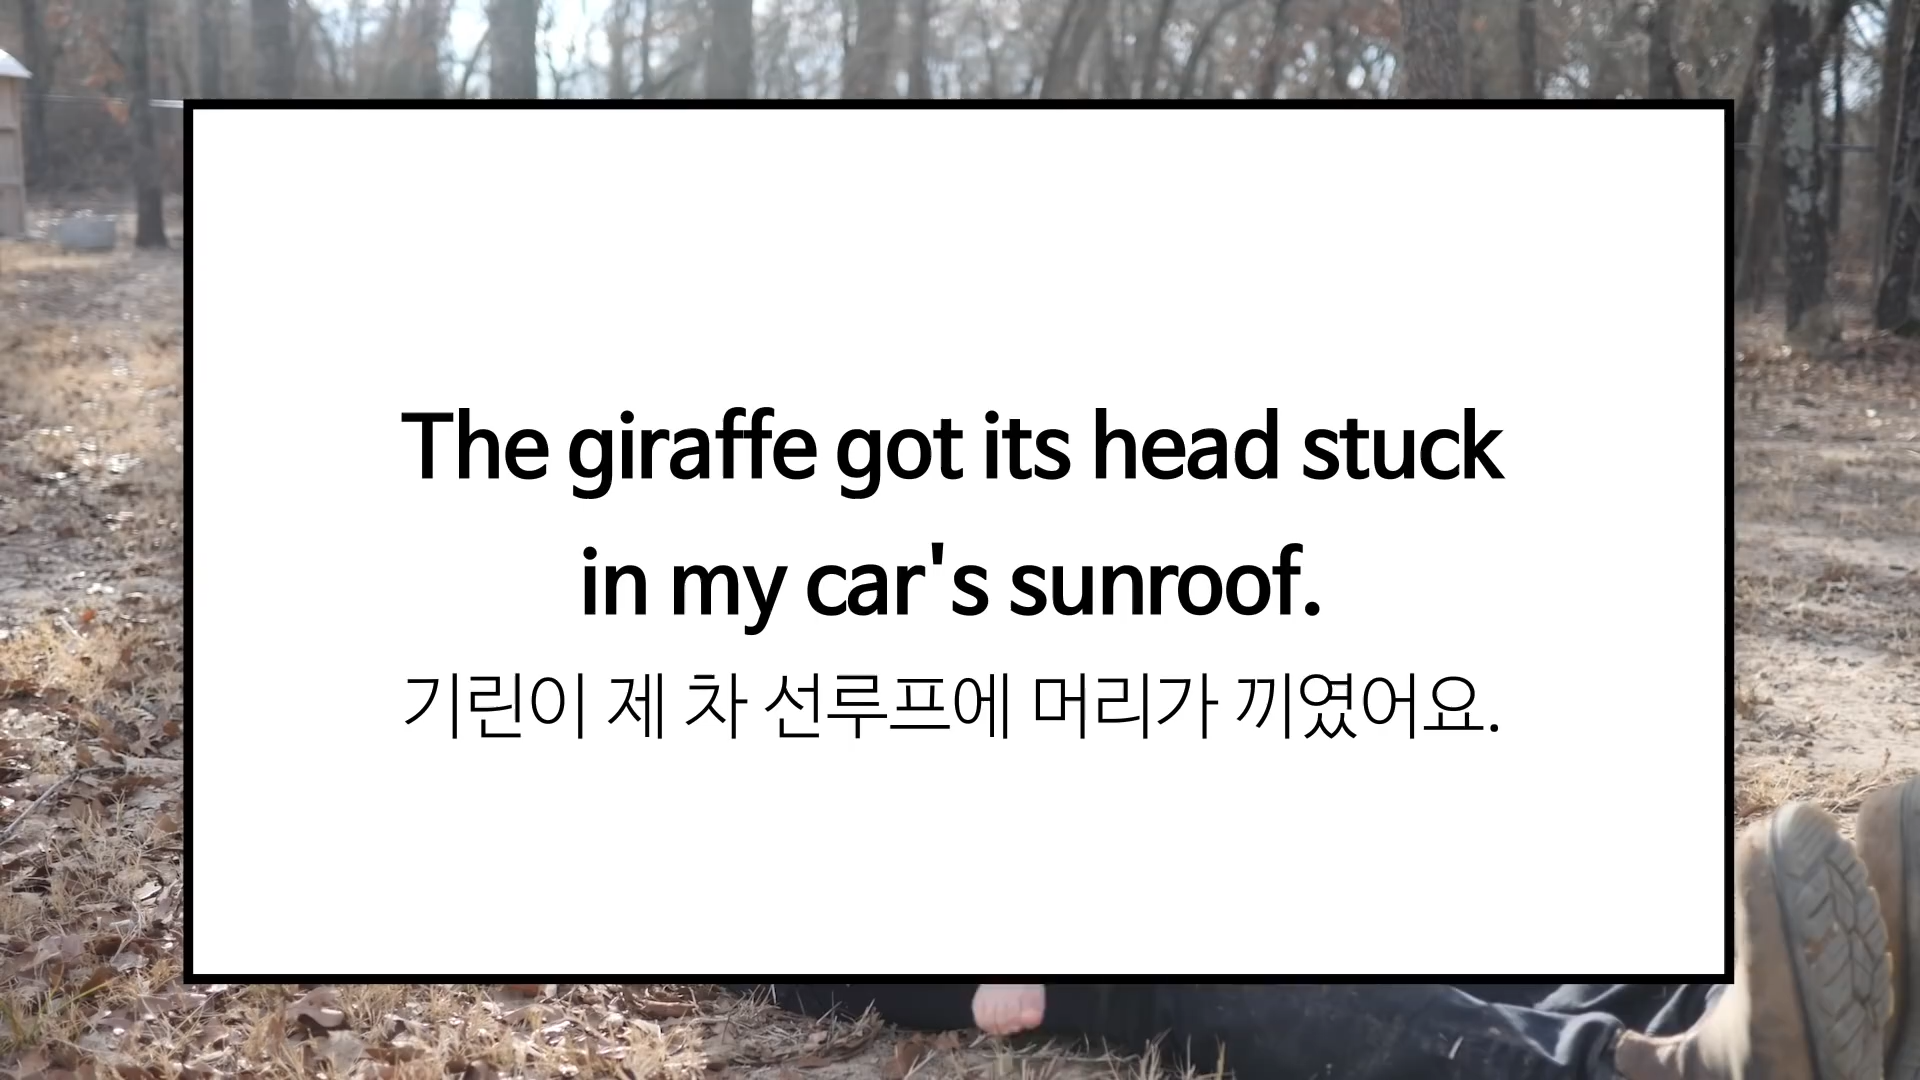 The giraffe got its head stuck
in my car's sunroof.
기린이 제 차 선루프에 머리가 끼였어요.